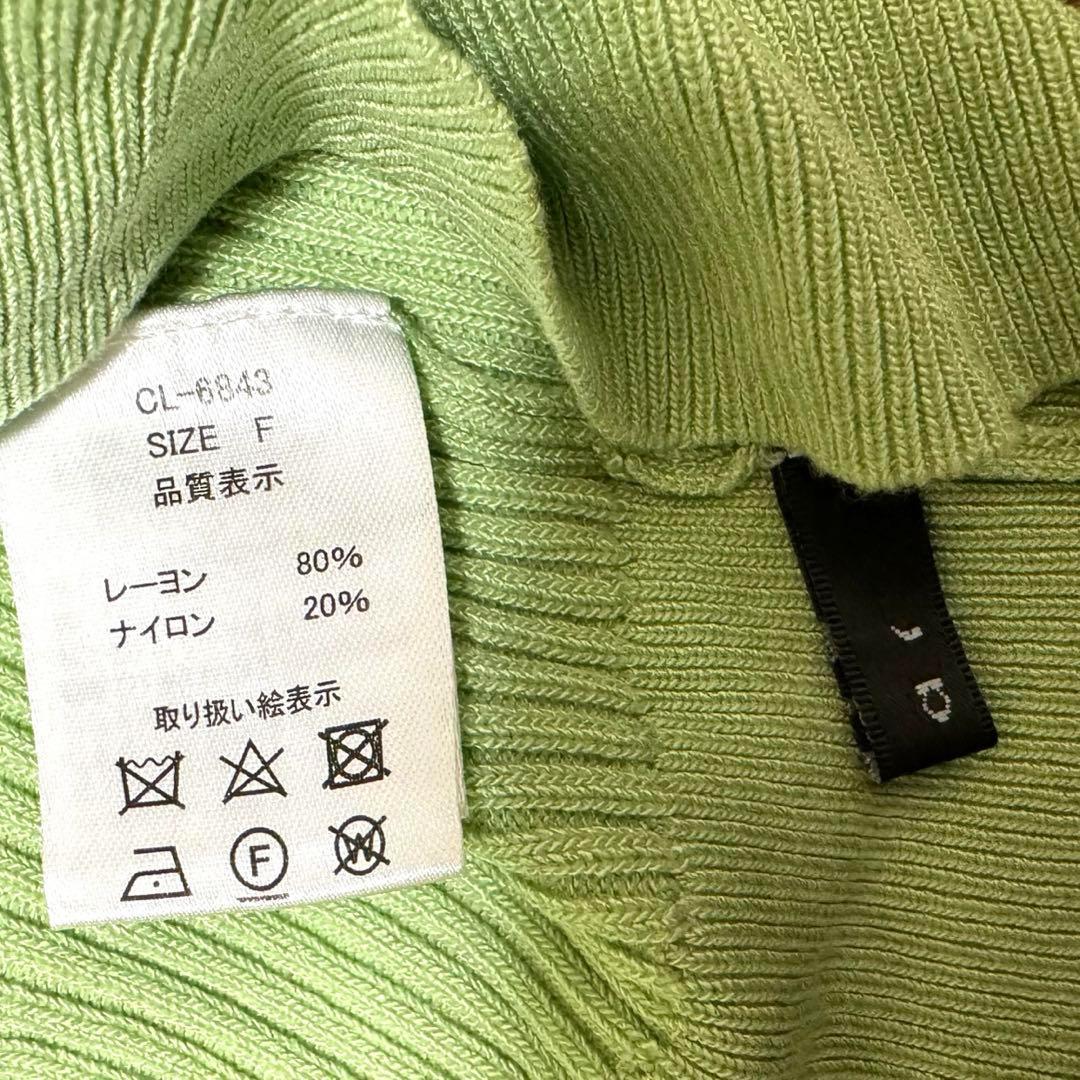 CL-6843
SIZE F
品質表示
レーヨン 80%
ナイロン 20%
取り扱い絵表示
F
W